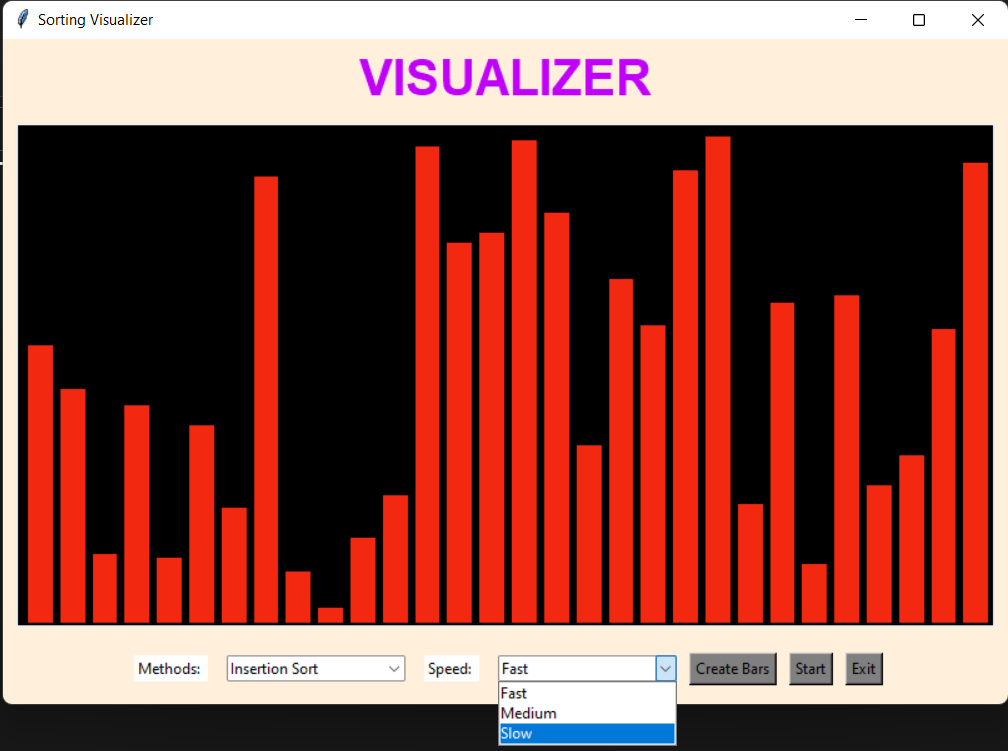 Sorting Visualizer
VISUALIZER
Methods: Insertion Sort Speed: Fast Create Bars Start Exit
Fast
Medium
Slow